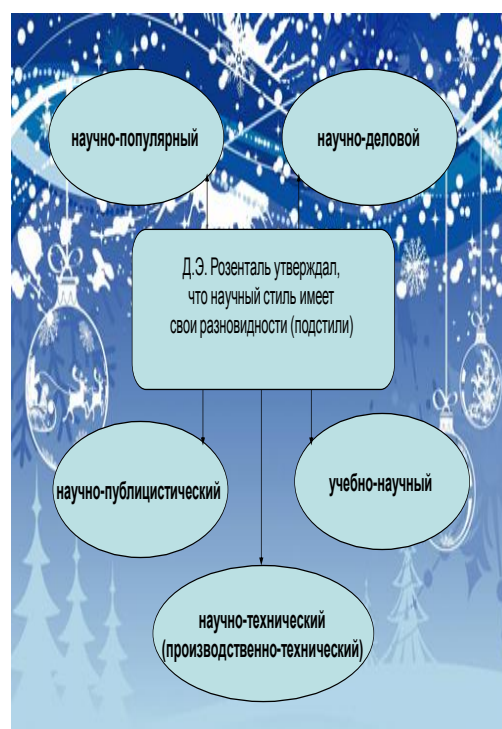 научно-популярный
научно-деловой
Д.Э. Розенталь утверждал,
что научный стиль имеет
свои разновидности (подстили)
научно-публицистический
учебно-научный
научно-технический
(производственно-технический)